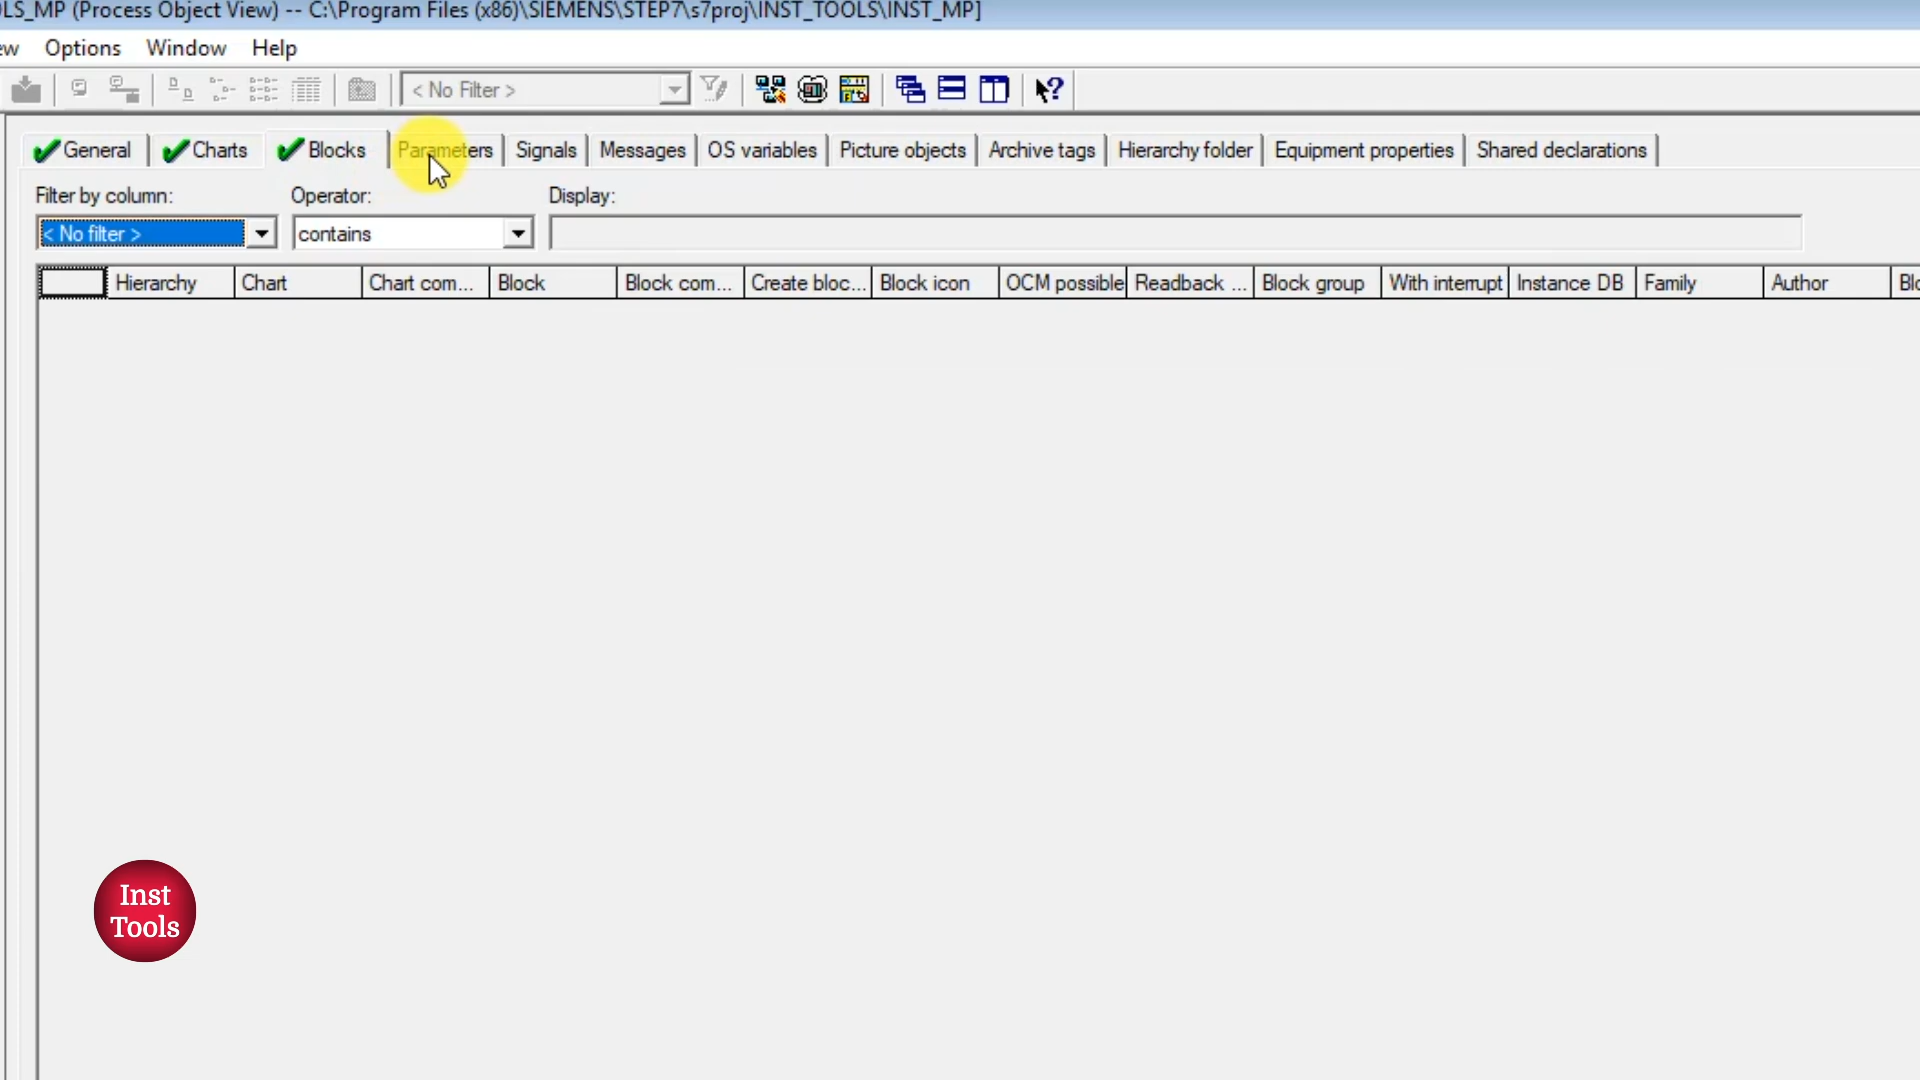 LS_MP (Process Object View) -- C:\Program Files (x86)\SIEMENS\STEP7\s7proj\INST_TOOLS\INST_MP]
ew Options Window Help
< No Filter >
General Charts Blocks Parameters Signals Messages OS variables Picture objects Archive tags Hierarchy folder Equipment properties Shared declarations
Filter by column: Operator: Display:
< No filter > contains
Hierarchy Chart Chart com... Block Block com... Create bloc... Block icon OCM possible Readback ... Block group With interrupt Instance DB Family Author Blo
Inst
Tools